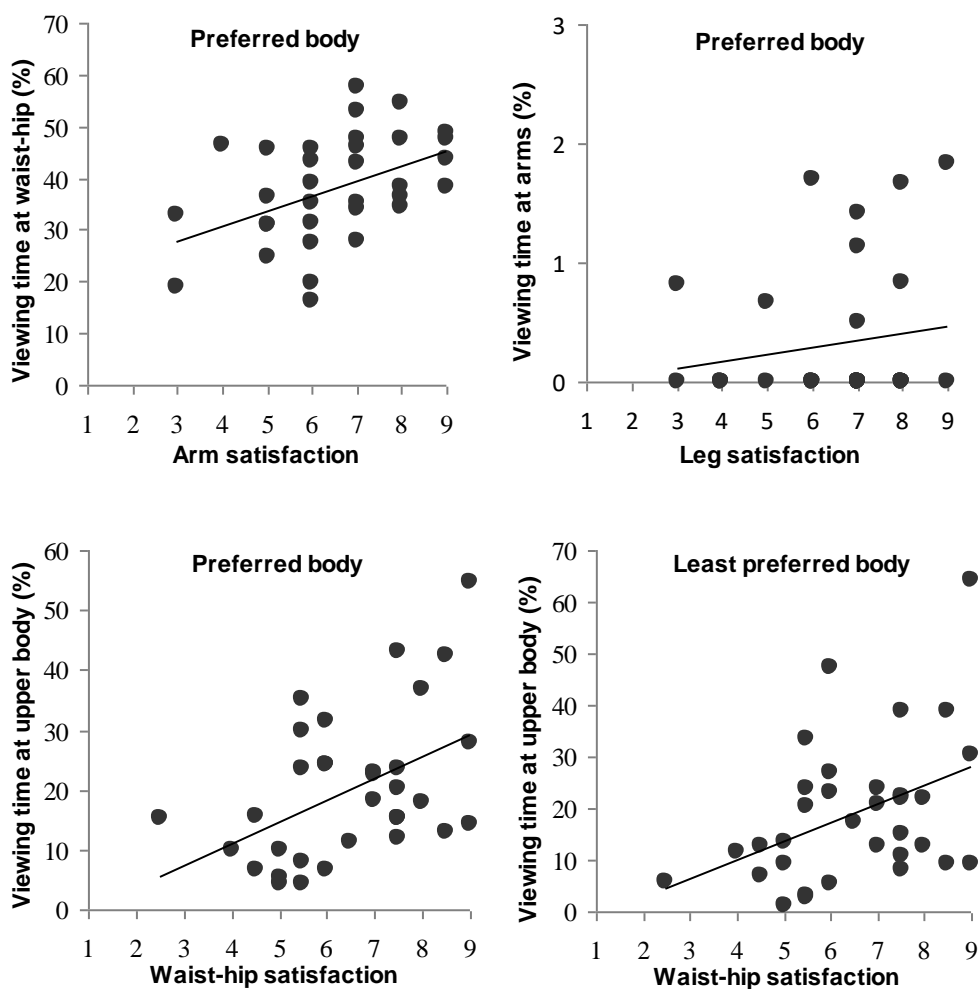 Preferred body
Viewing time at waist-hip (%)
70
60
50
40
30
20
10
0
1 2 3 4 5 6 7 8 9
Arm satisfaction
Preferred body
Viewing time at arms (%)
3
2
1
0
1 2 3 4 5 6 7 8 9
Leg satisfaction
Preferred body
Viewing time at upper body (%)
60
50
40
30
20
10
0
1 2 3 4 5 6 7 8 9
Waist-hip satisfaction
Least preferred body
Viewing time at upper body (%)
70
60
50
40
30
20
10
0
1 2 3 4 5 6 7 8 9
Waist-hip satisfaction